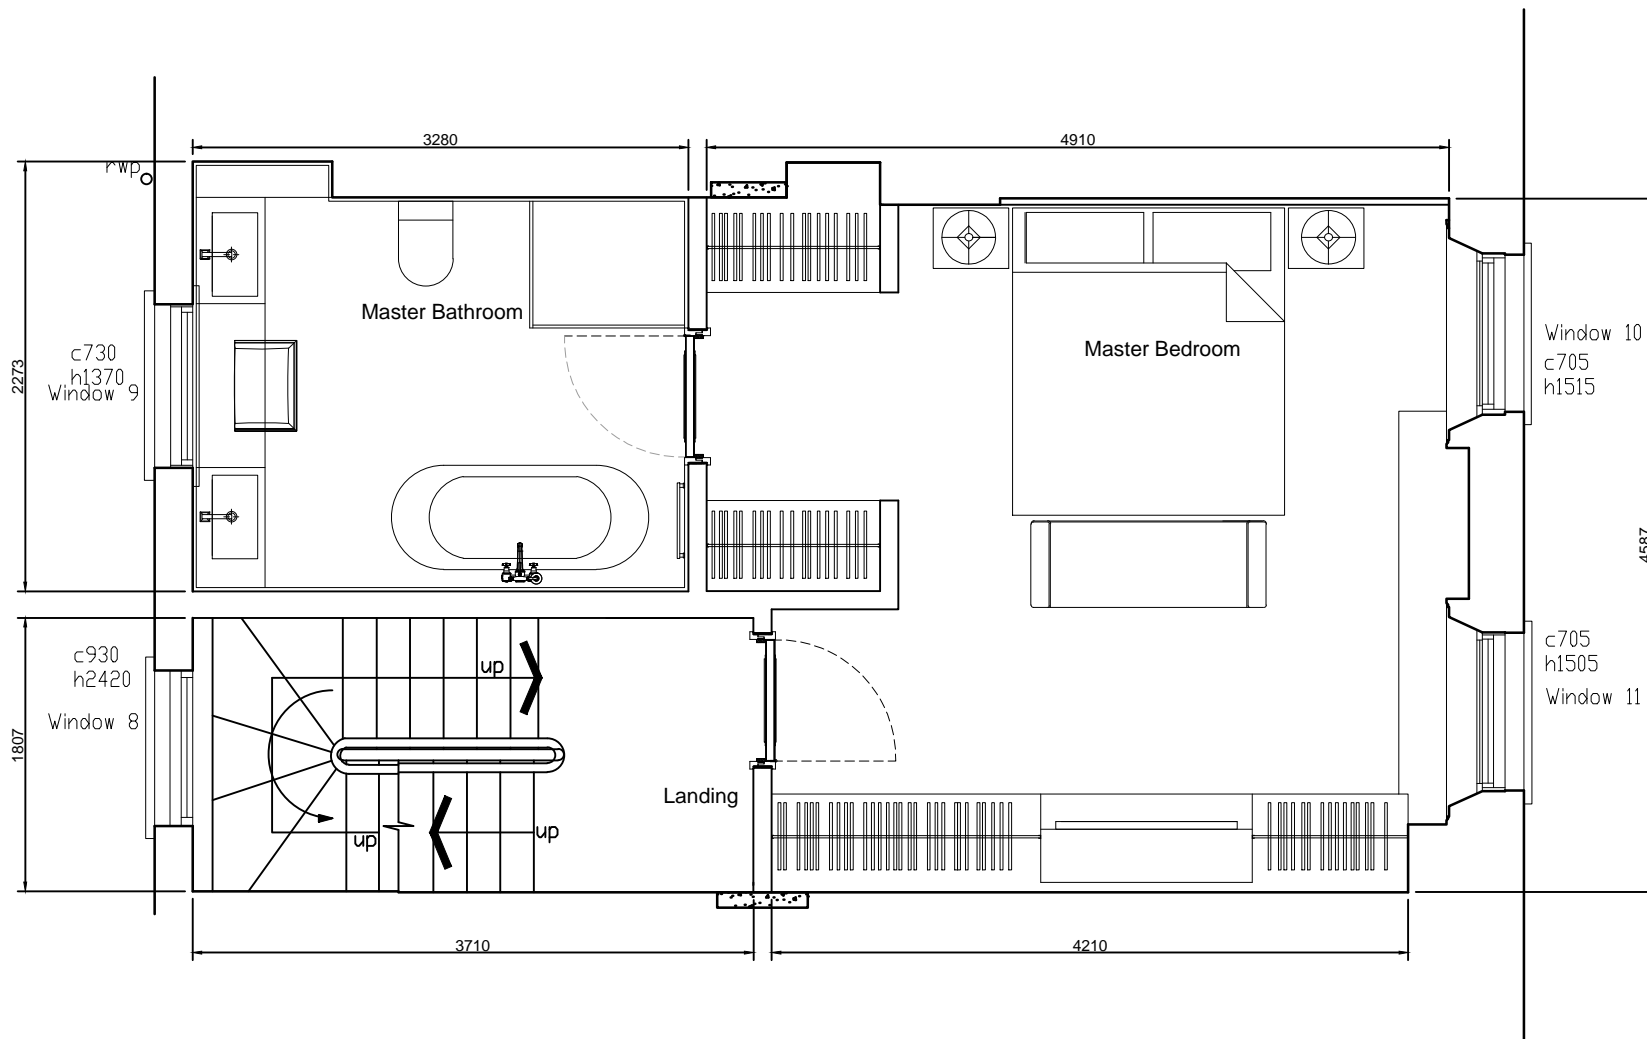 3280
4910
rwp
Master Bathroom
Master Bedroom
Window 10
c705
h1515
c730
h1370
Window 9
2273
4587
c930
h2420
Window 8
1807
up
up
up
Landing
c705
h1505
Window 11
3710
4210